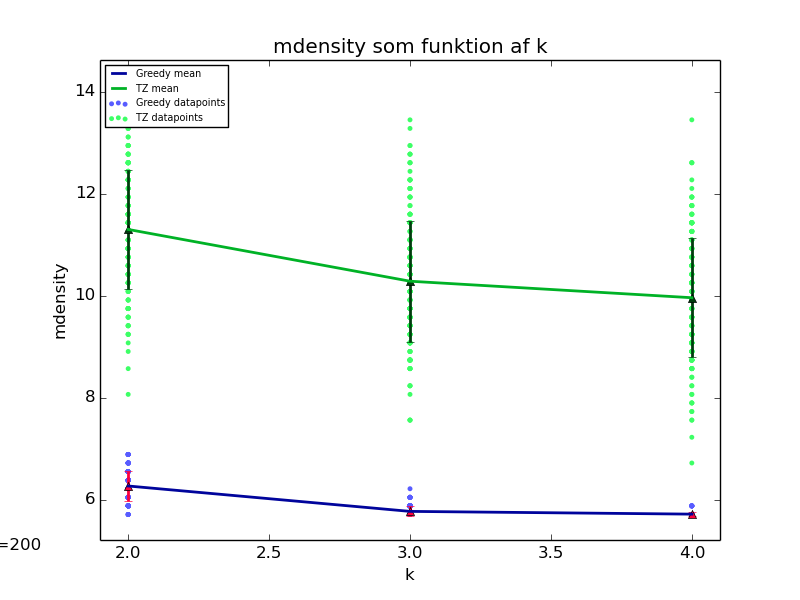 mdensity som funktion af k
Greedy mean
TZ mean
Greedy datapoints
TZ datapoints
14
12
10
8
6
mdensity
=200
2.0 2.5 3.0 3.5 4.0
k